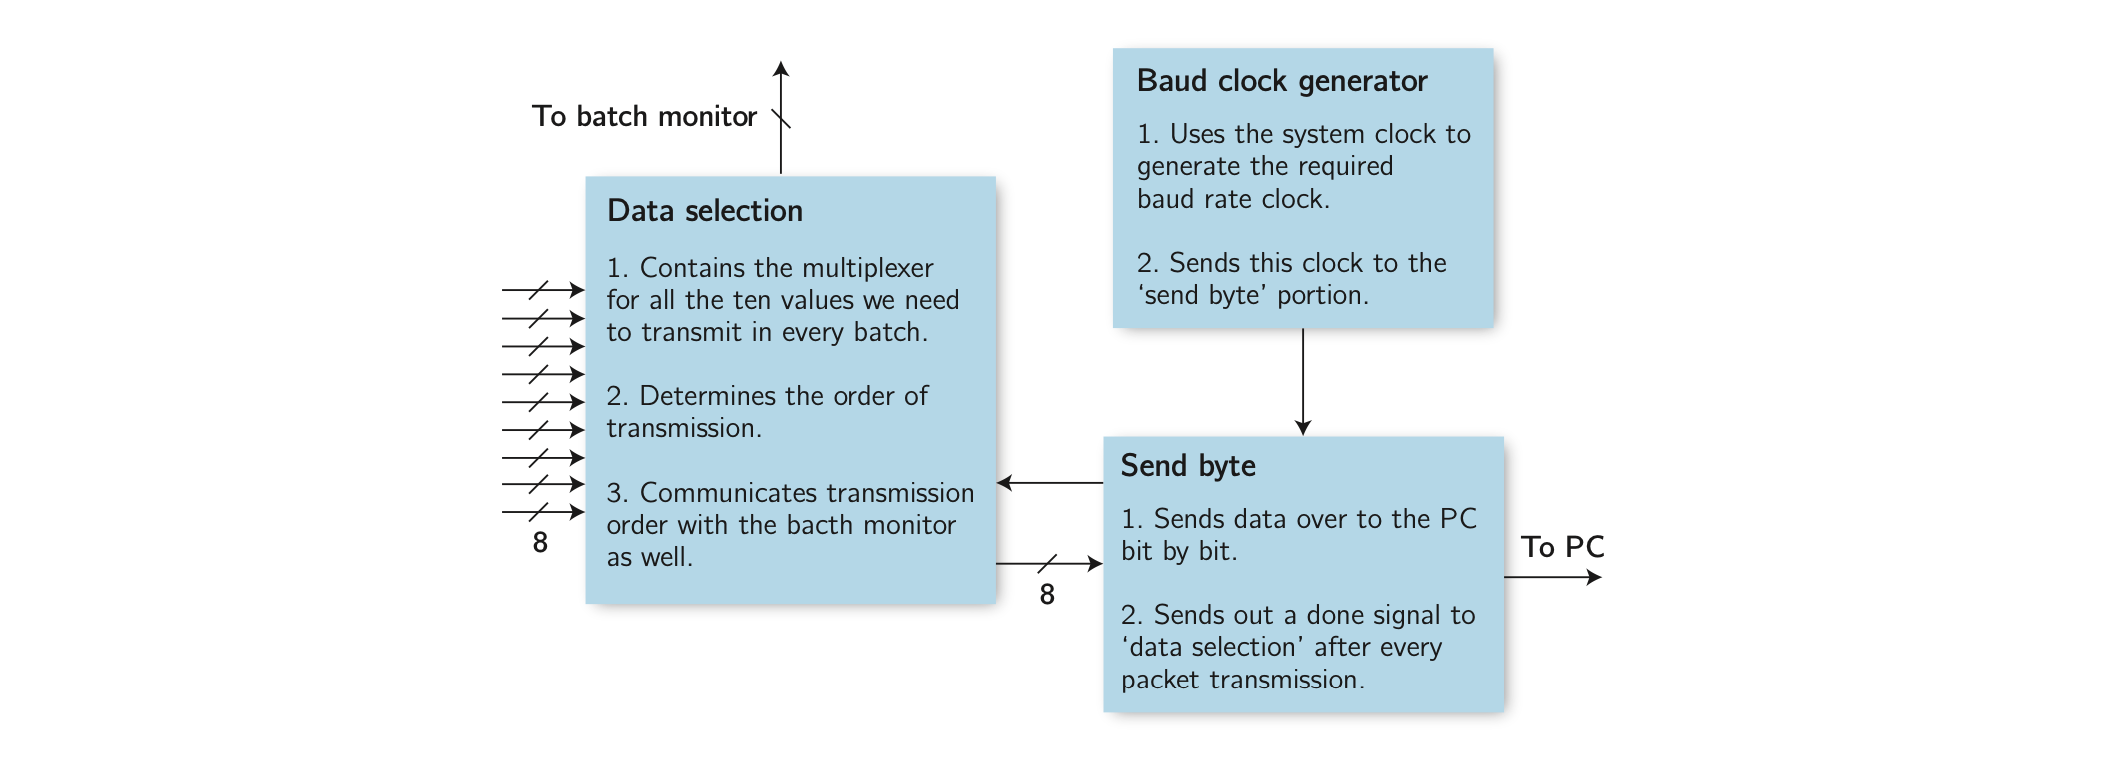 To batch monitor
Data selection
1. Contains the multiplexer
for all the ten values we need
to transmit in every batch.
2. Determines the order of
transmission.
3. Communicates transmission
order with the bacth monitor
as well.
8
8
Baud clock generator
1. Uses the system clock to
generate the required
baud rate clock.
2. Sends this clock to the
‘send byte’ portion.
Send byte
1. Sends data over to the PC
bit by bit.
2. Sends out a done signal to
‘data selection’ after every
packet transmission.
To PC